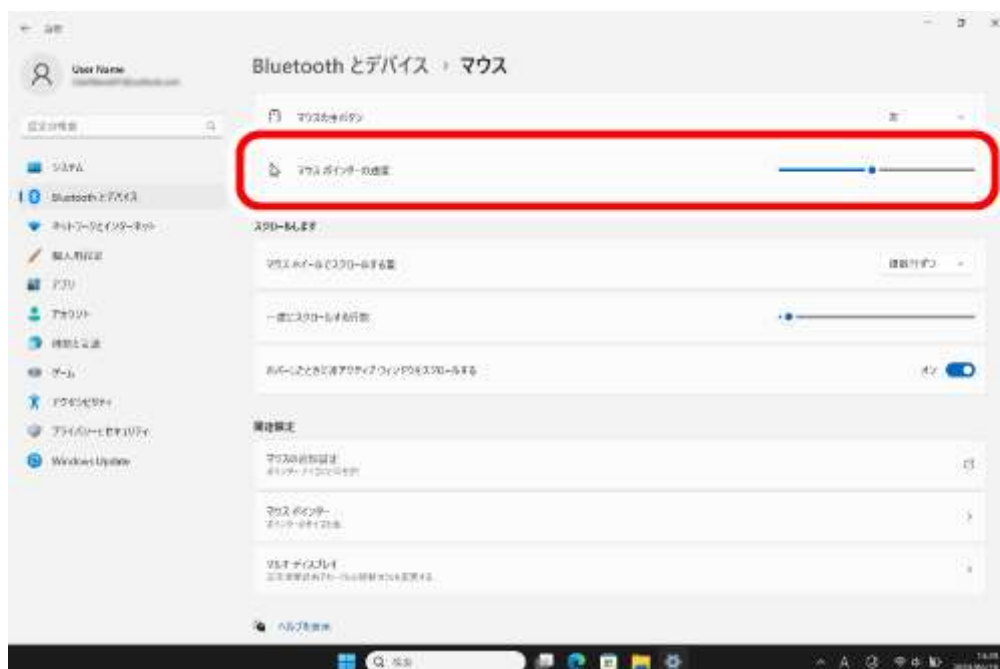 設定
User Name
Bluetooth とデバイス › マウス
設定の検索
マウスの主ボタン
左
マウス ポインターの速度
システム
Bluetooth とデバイス
ネットワークとインターネット
スクロールします
個人用設定
マウス ホイールでスクロールする量
複数行ずつ
アプリ
アカウント
一度にスクロールする行数
時刻と言語
ゲーム
ホバーしたときに非アクティブ ウィンドウをスクロールする
オン
アクセシビリティ
プライバシーとセキュリティ
関連設定
Windows Update
マウスの追加設定
マウス ポインター
マルチ ディスプレイ
ヘルプを表示
検索
A